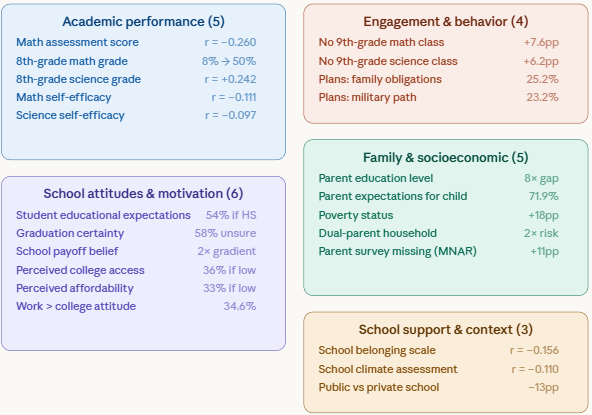 Academic performance (5)
Math assessment score r = −0.260
8th-grade math grade 8% → 50%
8th-grade science grade r = +0.242
Math self-efficacy r = −0.111
Science self-efficacy r = −0.097
School attitudes & motivation (6)
Student educational expectations 54% if HS
Graduation certainty 58% unsure
School payoff belief 2× gradient
Perceived college access 36% if low
Perceived affordability 33% if low
Work > college attitude 34.6%
Engagement & behavior (4)
No 9th-grade math class +7.6pp
No 9th-grade science class +6.2pp
Plans: family obligations 25.2%
Plans: military path 23.2%
Family & socioeconomic (5)
Parent education level 8× gap
Parent expectations for child 71.9%
Poverty status +18pp
Dual-parent household 2× risk
Parent survey missing (MNAR) +11pp
School support & context (3)
School belonging scale r = −0.156
School climate assessment r = −0.110
Public vs private school −13pp